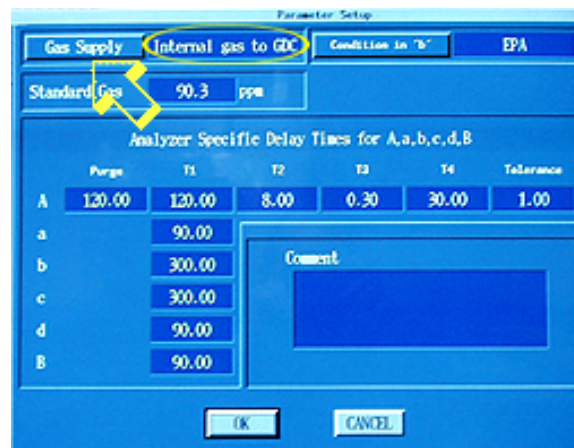 Parameter Setup
Gas Supply Internal gas to GDC Condition in "b" EPA
Standard Gas 90.3 ppm
Analyzer Specific Delay Times for A,a,b,c,d,B
Purge T1 T2 T3 T4 Tolerance
A 120.00 120.00 8.00 0.30 30.00 1.00
a 90.00
b 300.00
c 300.00
d 90.00
B 90.00
Comment
OK CANCEL